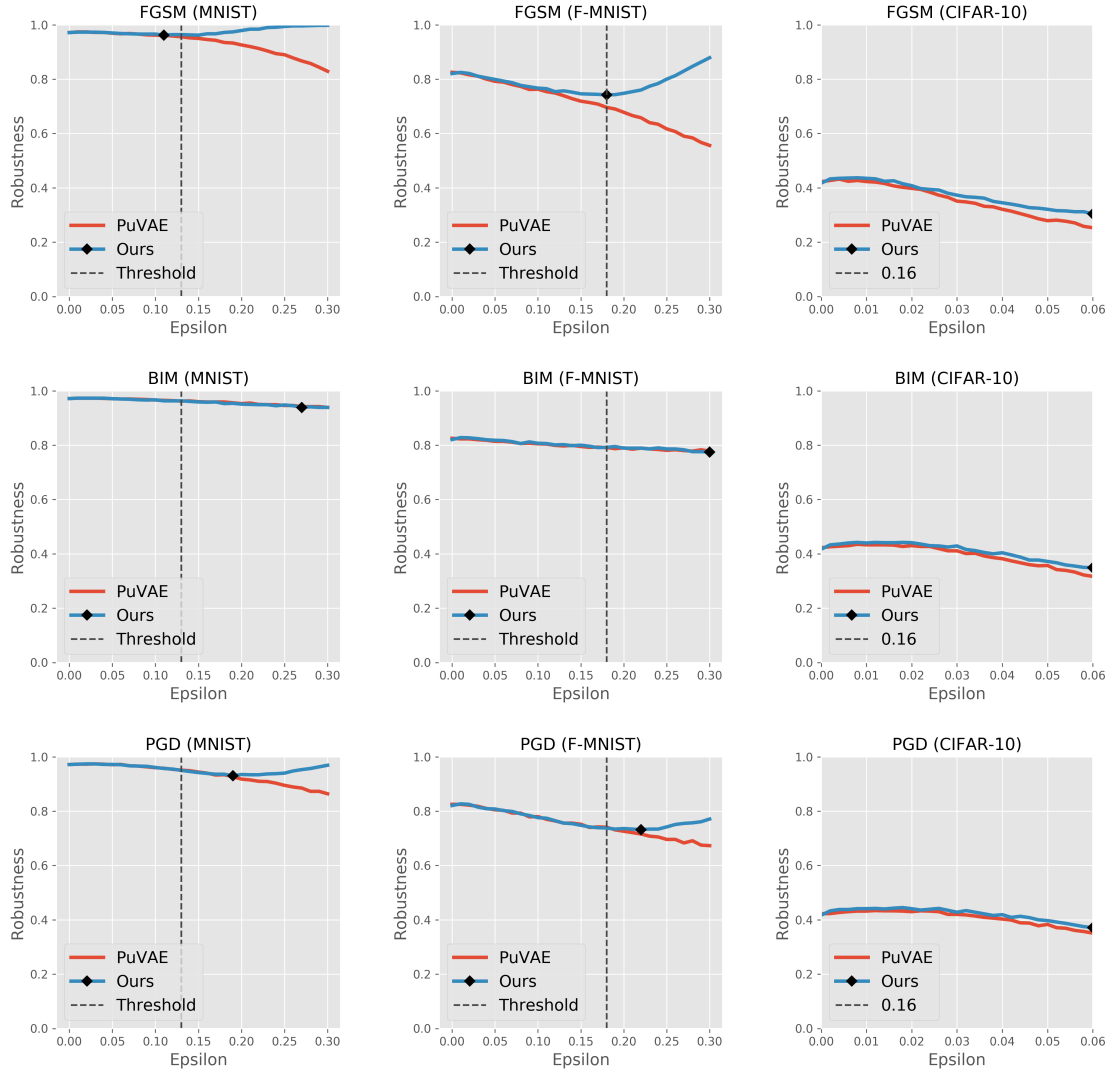 FGSM (MNIST)
1.0
0.8
0.6
0.4
0.2
0.0
Robustness
PuVAE
Ours
Threshold
0.00 0.05 0.10 0.15 0.20 0.25 0.30
Epsilon
FGSM (F-MNIST)
1.0
0.8
0.6
0.4
0.2
0.0
Robustness
PuVAE
Ours
Threshold
0.00 0.05 0.10 0.15 0.20 0.25 0.30
Epsilon
FGSM (CIFAR-10)
1.0
0.8
0.6
0.4
0.2
0.0
Robustness
PuVAE
Ours
0.16
0.00 0.01 0.02 0.03 0.04 0.05 0.06
Epsilon
BIM (MNIST)
1.0
0.8
0.6
0.4
0.2
0.0
Robustness
PuVAE
Ours
Threshold
0.00 0.05 0.10 0.15 0.20 0.25 0.30
Epsilon
BIM (F-MNIST)
1.0
0.8
0.6
0.4
0.2
0.0
Robustness
PuVAE
Ours
Threshold
0.00 0.05 0.10 0.15 0.20 0.25 0.30
Epsilon
BIM (CIFAR-10)
1.0
0.8
0.6
0.4
0.2
0.0
Robustness
PuVAE
Ours
0.16
0.00 0.01 0.02 0.03 0.04 0.05 0.06
Epsilon
PGD (MNIST)
1.0
0.8
0.6
0.4
0.2
0.0
Robustness
PuVAE
Ours
Threshold
0.00 0.05 0.10 0.15 0.20 0.25 0.30
Epsilon
PGD (F-MNIST)
1.0
0.8
0.6
0.4
0.2
0.0
Robustness
PuVAE
Ours
Threshold
0.00 0.05 0.10 0.15 0.20 0.25 0.30
Epsilon
PGD (CIFAR-10)
1.0
0.8
0.6
0.4
0.2
0.0
Robustness
PuVAE
Ours
0.16
0.00 0.01 0.02 0.03 0.04 0.05 0.06
Epsilon